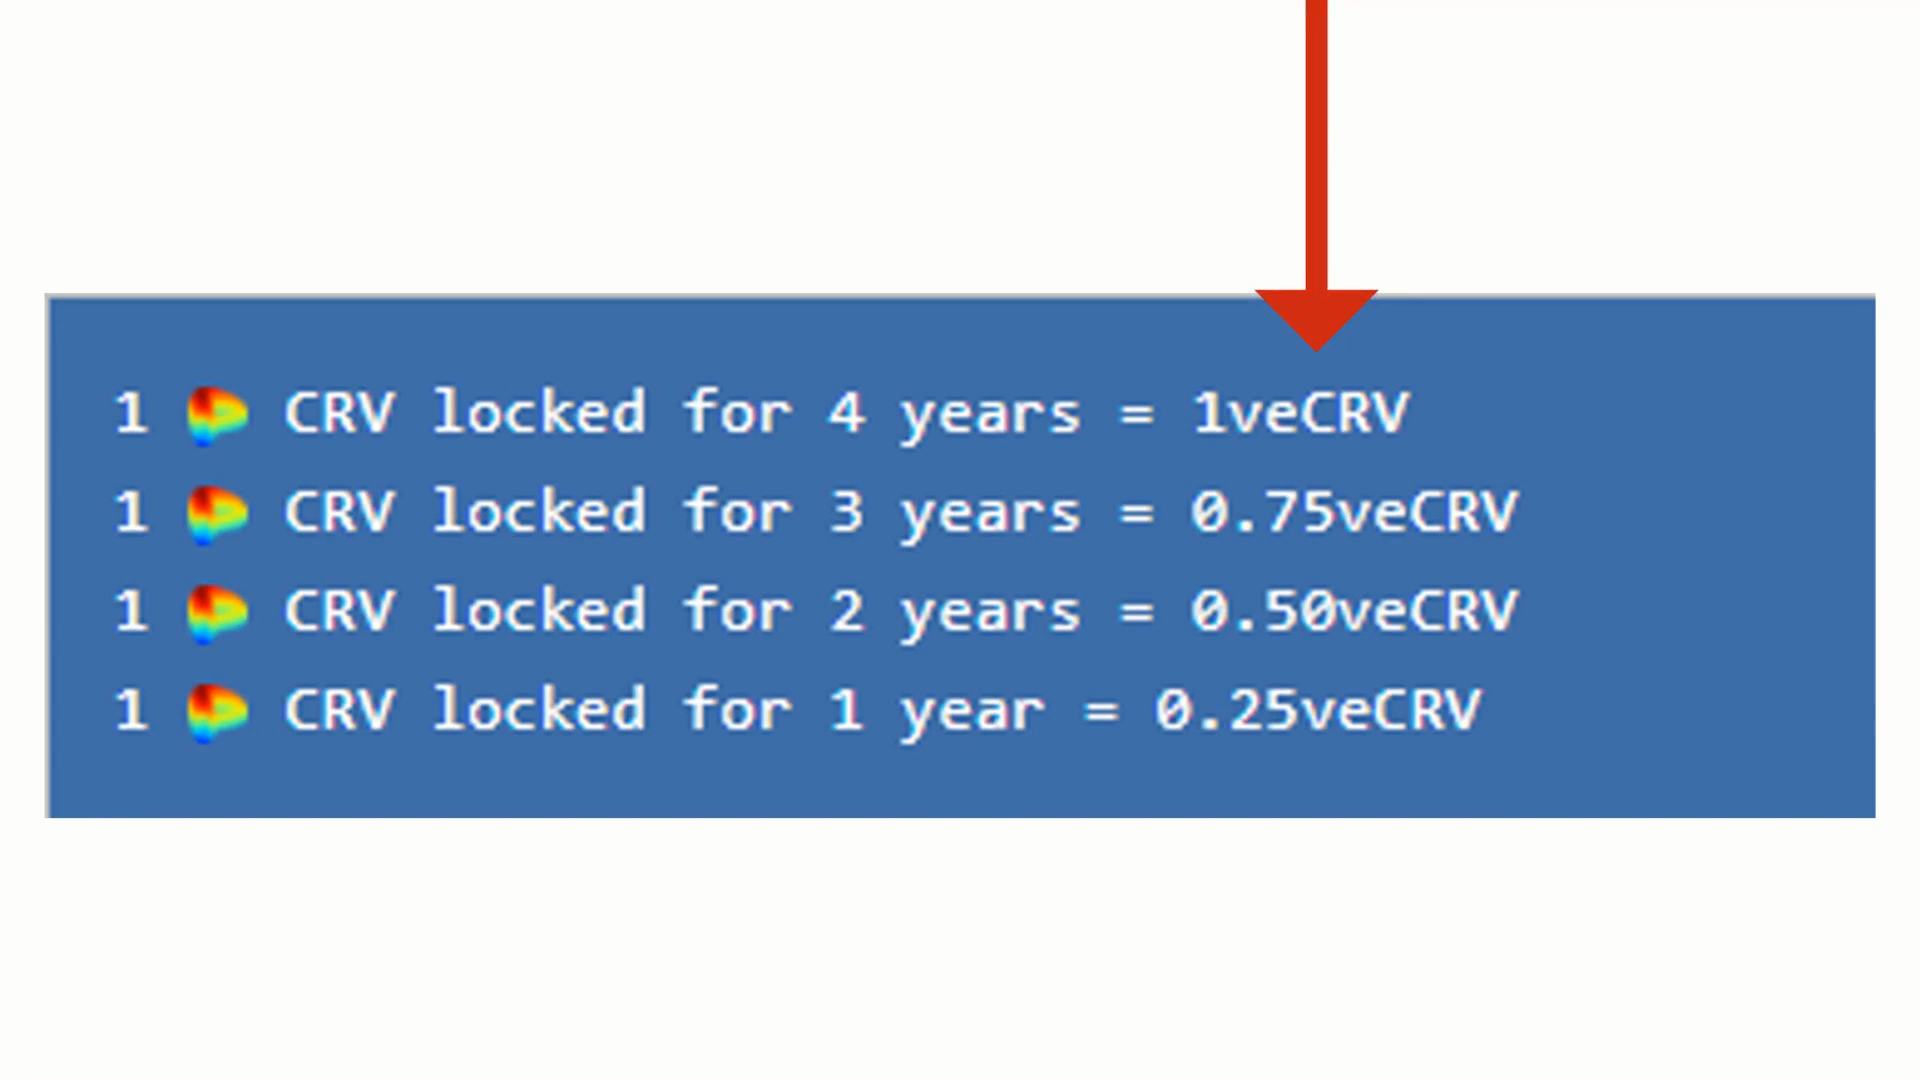 1 CRV locked for 4 years = 1veCRV
1 CRV locked for 3 years = 0.75veCRV
1 CRV locked for 2 years = 0.50veCRV
1 CRV locked for 1 year = 0.25veCRV